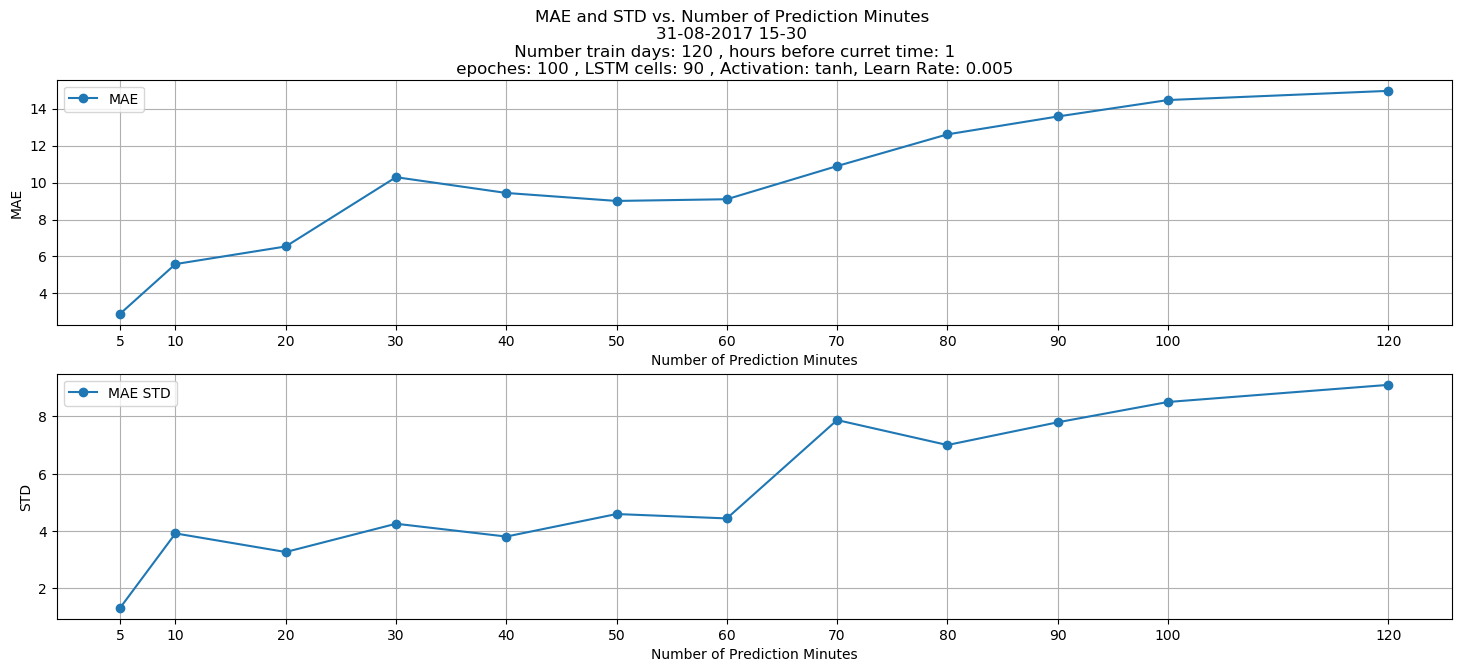 MAE and STD vs. Number of Prediction Minutes
31-08-2017 15-30
Number train days: 120 , hours before curret time: 1
epoches: 100 , LSTM cells: 90 , Activation: tanh, Learn Rate: 0.005
MAE
14
12
10
8
6
4
MAE
5 10 20 30 40 50 60 70 80 90 100 120
Number of Prediction Minutes
MAE STD
8
6
4
2
STD
5 10 20 30 40 50 60 70 80 90 100 120
Number of Prediction Minutes